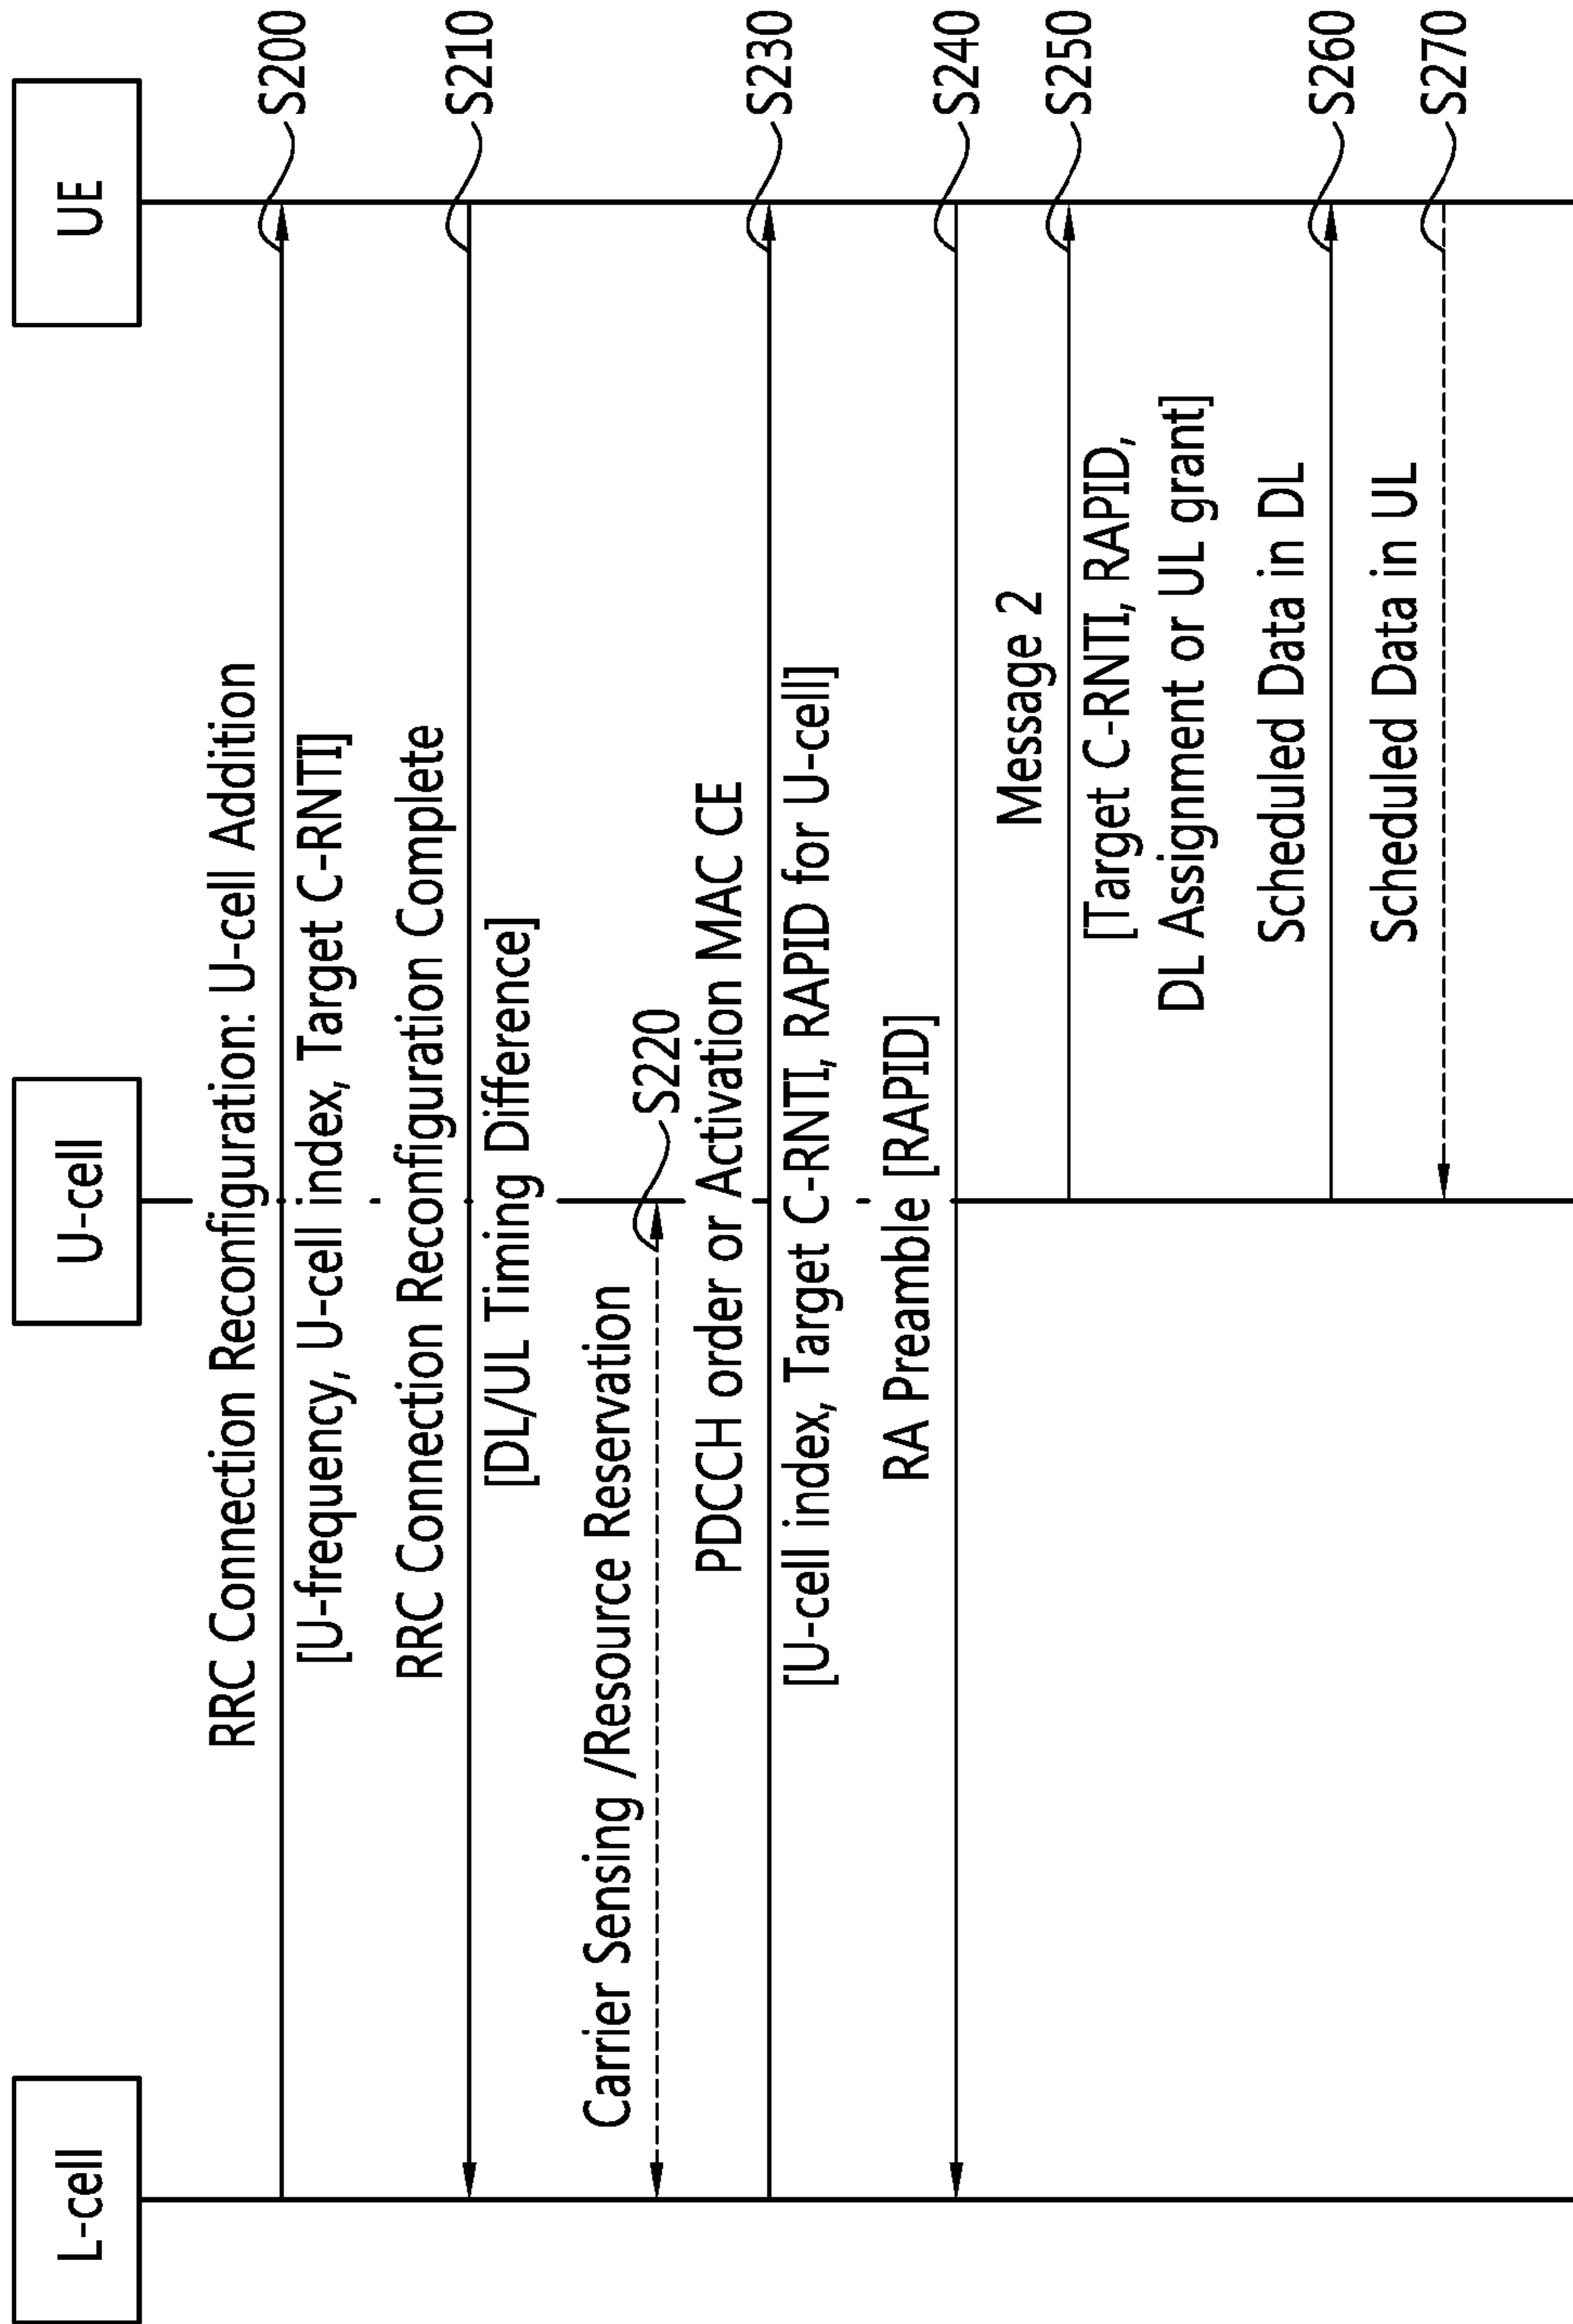 L-cell
U-cell
UE
RRC Connection Reconfiguration: U-cell Addition
S200
[U-frequency, U-cell index, Target C-RNTI]
RRC Connection Reconfiguration Complete
S210
[DL/UL Timing Difference]
Carrier Sensing /Resource Reservation
S220
PDCCH order or Activation MAC CE
S230
[U-cell index, Target C-RNTI, RAPID for U-cell]
RA Preamble [RAPID]
S240
Message 2
S250
[Target C-RNTI, RAPID,
DL Assignment or UL grant]
Scheduled Data in DL
S260
Scheduled Data in UL
S270